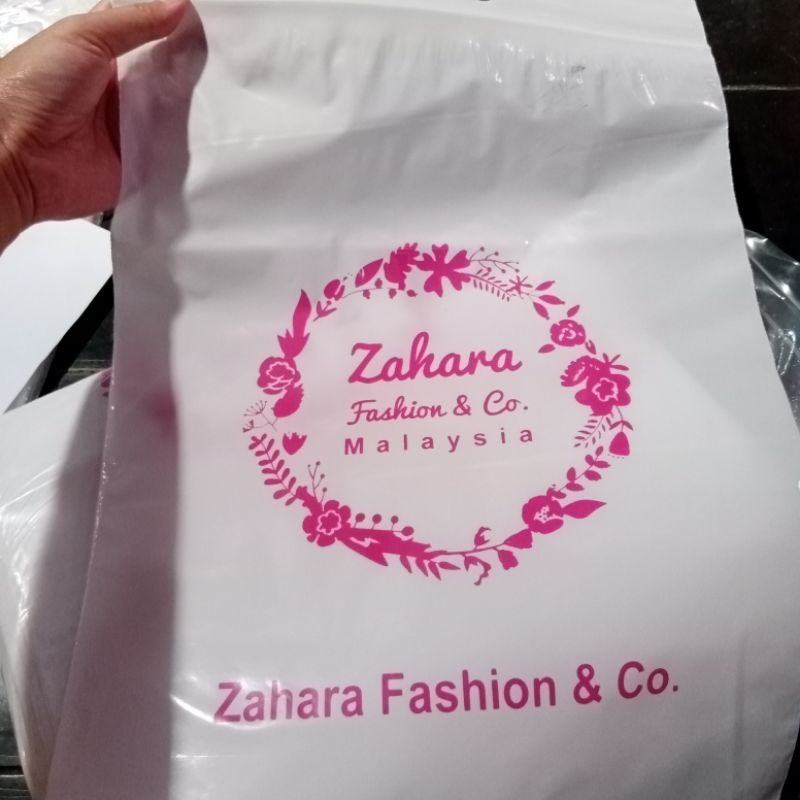 Zahara
Fashion & Co.
Malaysia
Zahara Fashion & Co.